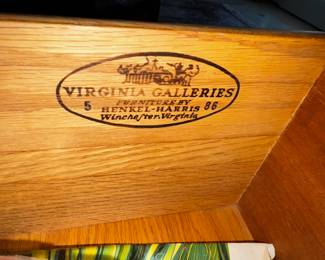 VIRGINIA GALLERIES
5 FURNITURE BY 86
HENKEL-HARRIS
Winchester, Virginia